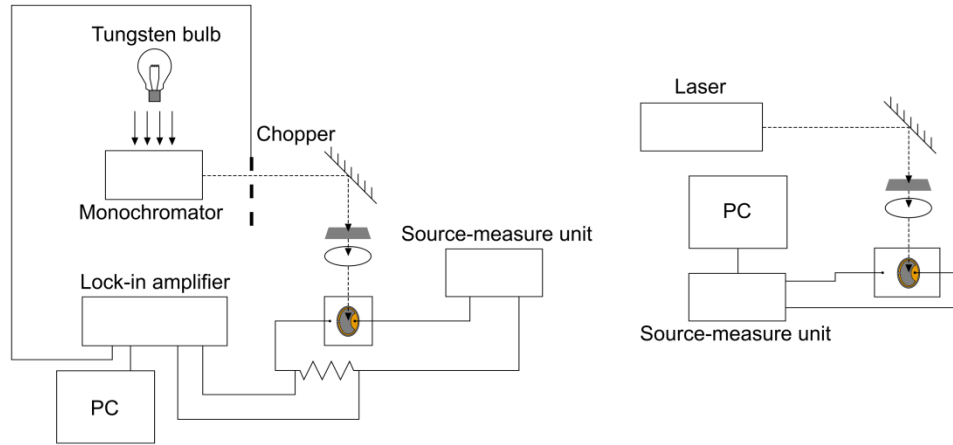 Tungsten bulb
Chopper
Monochromator
Source-measure unit
Lock-in amplifier
PC
Laser
PC
Source-measure unit